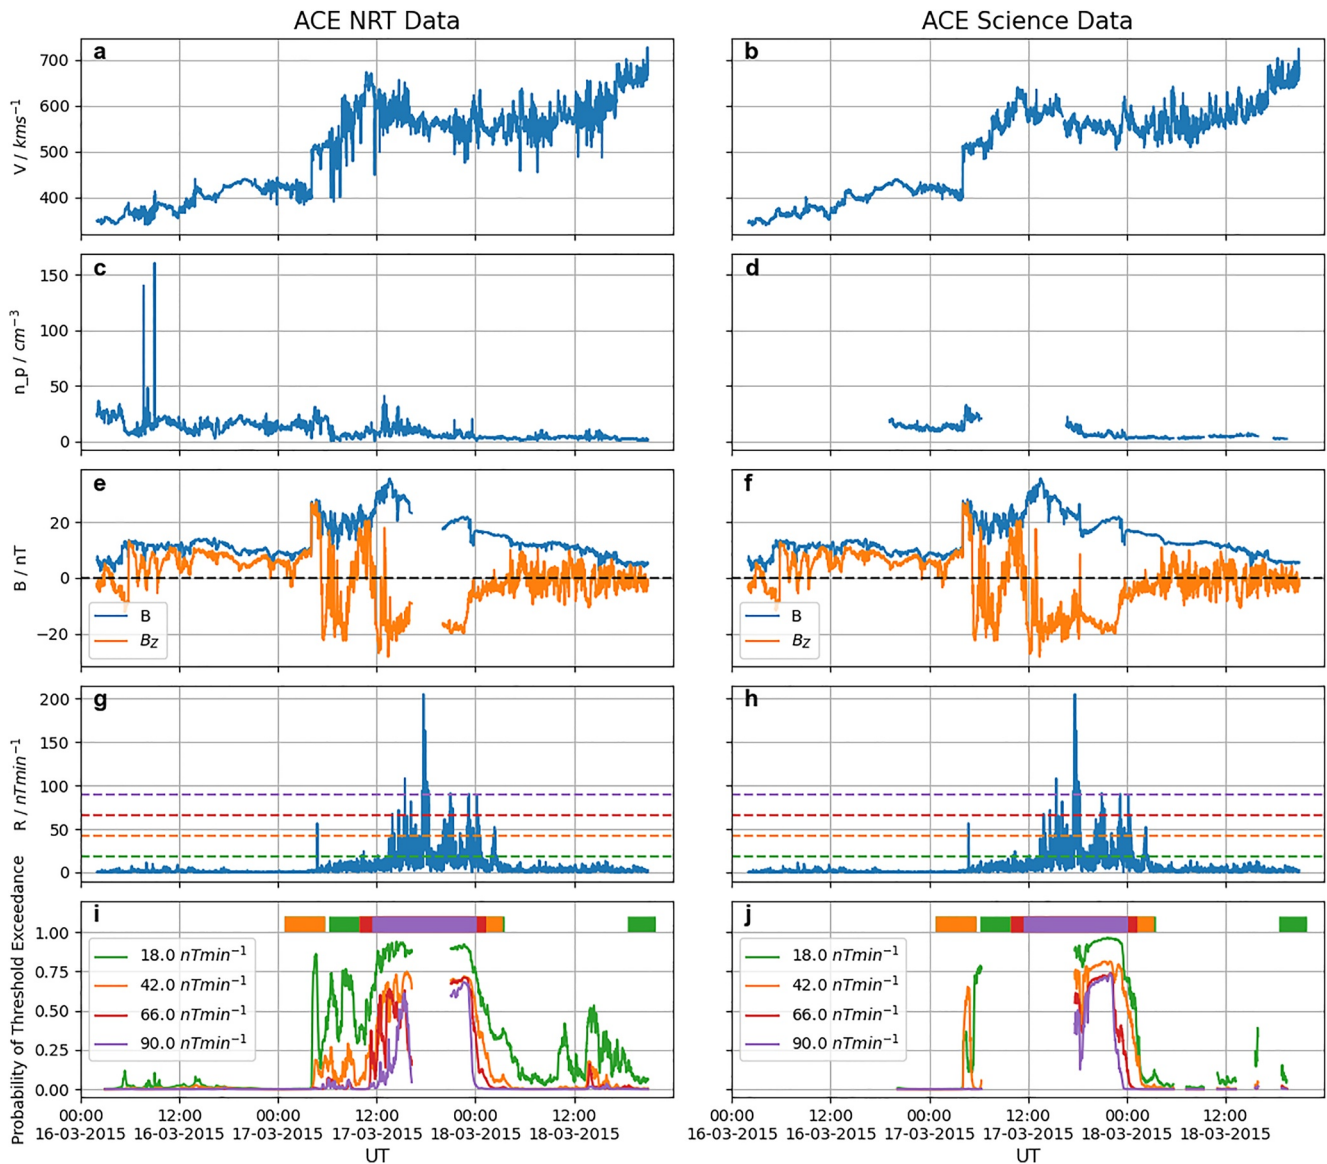 ACE NRT Data
ACE Science Data
a
b
V / kms⁻¹
700
600
500
400
c
d
n_p / cm⁻³
150
100
50
0
e
f
B / nT
20
0
−20
B
B_Z
B
B_Z
g
h
R / nTmin⁻¹
200
150
100
50
0
i
j
Probability of Threshold Exceedance
1.00
0.75
0.50
0.25
0.00
18.0 nTmin⁻¹
42.0 nTmin⁻¹
66.0 nTmin⁻¹
90.0 nTmin⁻¹
18.0 nTmin⁻¹
42.0 nTmin⁻¹
66.0 nTmin⁻¹
90.0 nTmin⁻¹
00:00 12:00 00:00 12:00 00:00 12:00
16-03-2015 16-03-2015 17-03-2015 17-03-2015 18-03-2015 18-03-2015
UT
00:00 12:00 00:00 12:00 00:00 12:00
16-03-2015 16-03-2015 17-03-2015 17-03-2015 18-03-2015 18-03-2015
UT